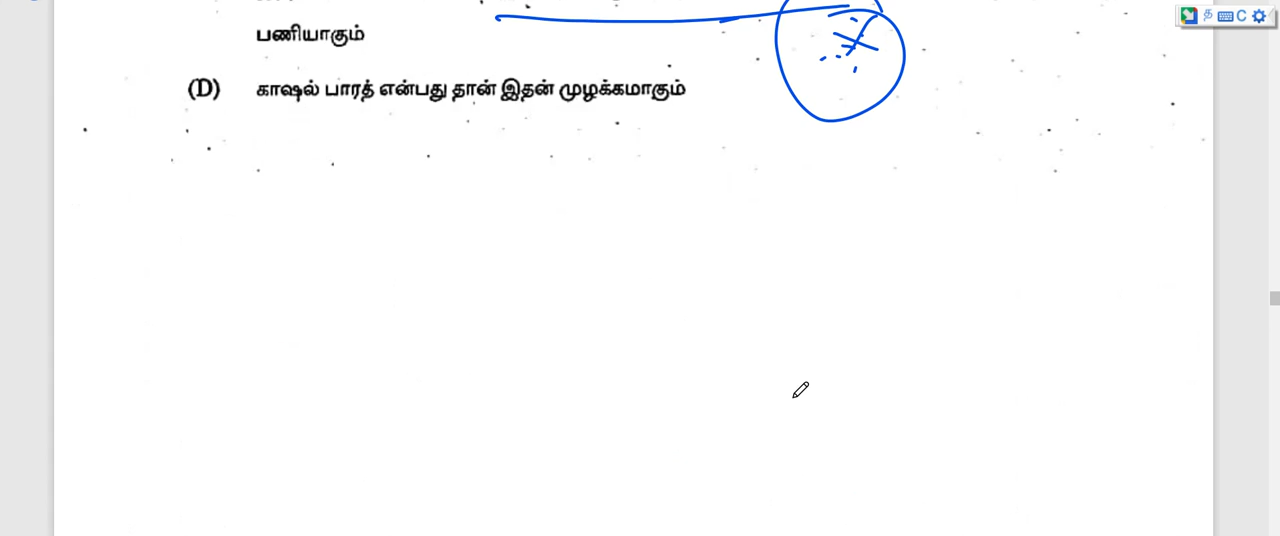 பணியாகும்
(D) காஷல் பாரத் என்பது தான் இதன் முழக்கமாகும்